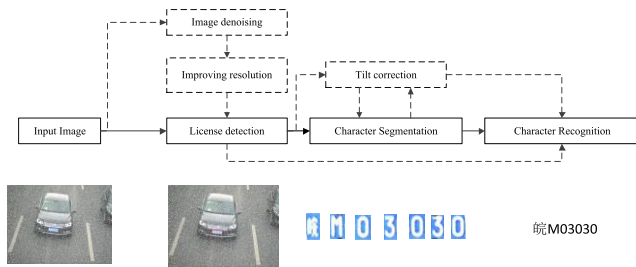 Image denoising
Improving resolution
Tilt correction
Input Image
License detection
Character Segmentation
Character Recognition
皖 M 0 3 0 3 0
皖M03030